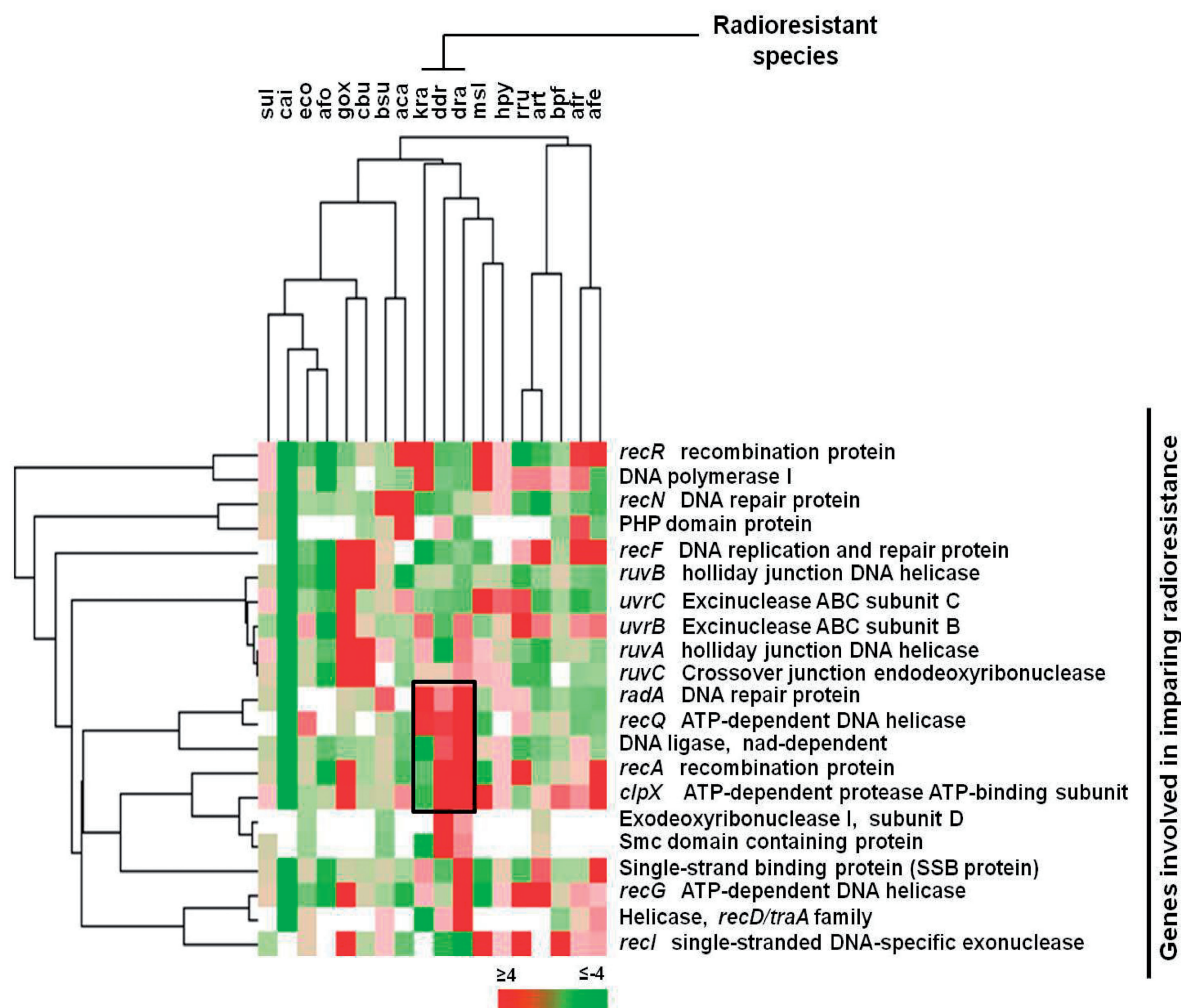 Radioresistant
species
sul cai eco afo gox cbu bsu aca kra ddr dra msl hpy rru art bpf afr afe
recR recombination protein
DNA polymerase I
recN DNA repair protein
PHP domain protein
recF DNA replication and repair protein
ruvB holliday junction DNA helicase
uvrC Excinuclease ABC subunit C
uvrB Excinuclease ABC subunit B
ruvA holliday junction DNA helicase
ruvC Crossover junction endodeoxyribonuclease
radA DNA repair protein
recQ ATP-dependent DNA helicase
DNA ligase, nad-dependent
recA recombination protein
clpX ATP-dependent protease ATP-binding subunit
Exodeoxyribonuclease I, subunit D
Smc domain containing protein
Single-strand binding protein (SSB protein)
recG ATP-dependent DNA helicase
Helicase, recD/traA family
recI single-stranded DNA-specific exonuclease
≥4 ≤-4
Genes involved in imparing radioresistance